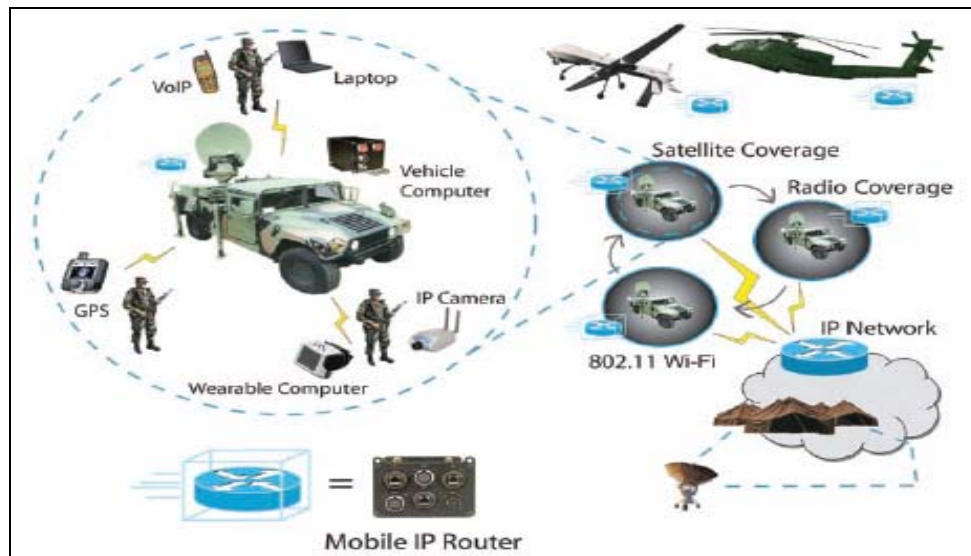 VoIP
Laptop
Vehicle
Computer
GPS
IP Camera
Wearable Computer
Satellite Coverage
Radio Coverage
802.11 Wi-Fi
IP Network
=
Mobile IP Router